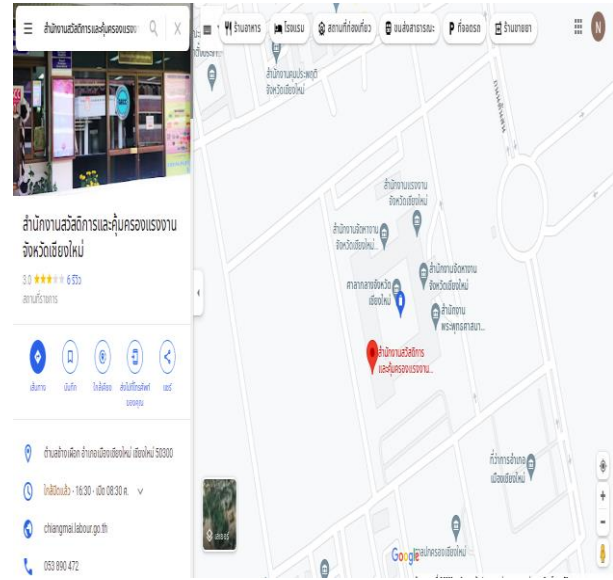 สำนักงานสวัสดิการและคุ้มครองแรงง
ร้านอาหาร
โรงแรม
สถานที่ท่องเที่ยว
ขนส่งสาธารณะ
P ที่จอดรถ
ร้านขายยา
N
สำนักงานคุมประพฤติ
จังหวัดเชียงใหม่
สำนักงานแรงงาน
จังหวัดเชียงใหม่
สำนักงานจัดหางาน
จังหวัดเชียงใหม่...
สำนักงานจัดหางาน
จังหวัดเชียงใหม่...
ศาลากลางจังหวัด
เชียงใหม่
สำนักงาน
พระพุทธศาสนา...
สำนักงานสวัสดิการ
และคุ้มครองแรงงาน...
ที่ว่าการอำเภอ
เมืองเชียงใหม่
Google
เลเยอร์
สำนักงานสวัสดิการและคุ้มครองแรงงาน
จังหวัดเชียงใหม่
3.0 6 รีวิว
สถานที่ราชการ
เส้นทาง
บันทึก
ใกล้เคียง
ส่งไปที่โทรศัพท์
ของคุณ
แชร์
ตำบลช้างเผือก อำเภอเมืองเชียงใหม่ เชียงใหม่ 50300
ใกล้ปิดแล้ว - 16:30 - เปิด 08:30 ศ.
chiangmai.labour.go.th
053 890 472